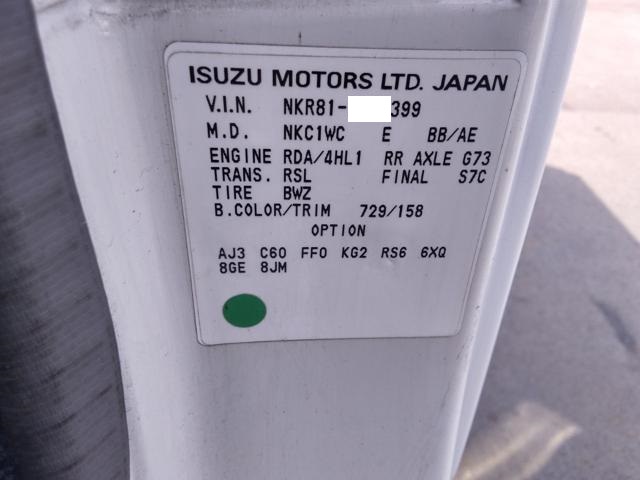 ISUZU MOTORS LTD. JAPAN
V.I.N. NKR81- 399
M.D. NKC1WC E BB/AE
ENGINE RDA/4HL1 RR AXLE G73
TRANS. RSL FINAL S7C
TIRE BWZ
B.COLOR/TRIM 729/158
OPTION
AJ3 C60 FF0 KG2 RS6 6XQ
8GE 8JM